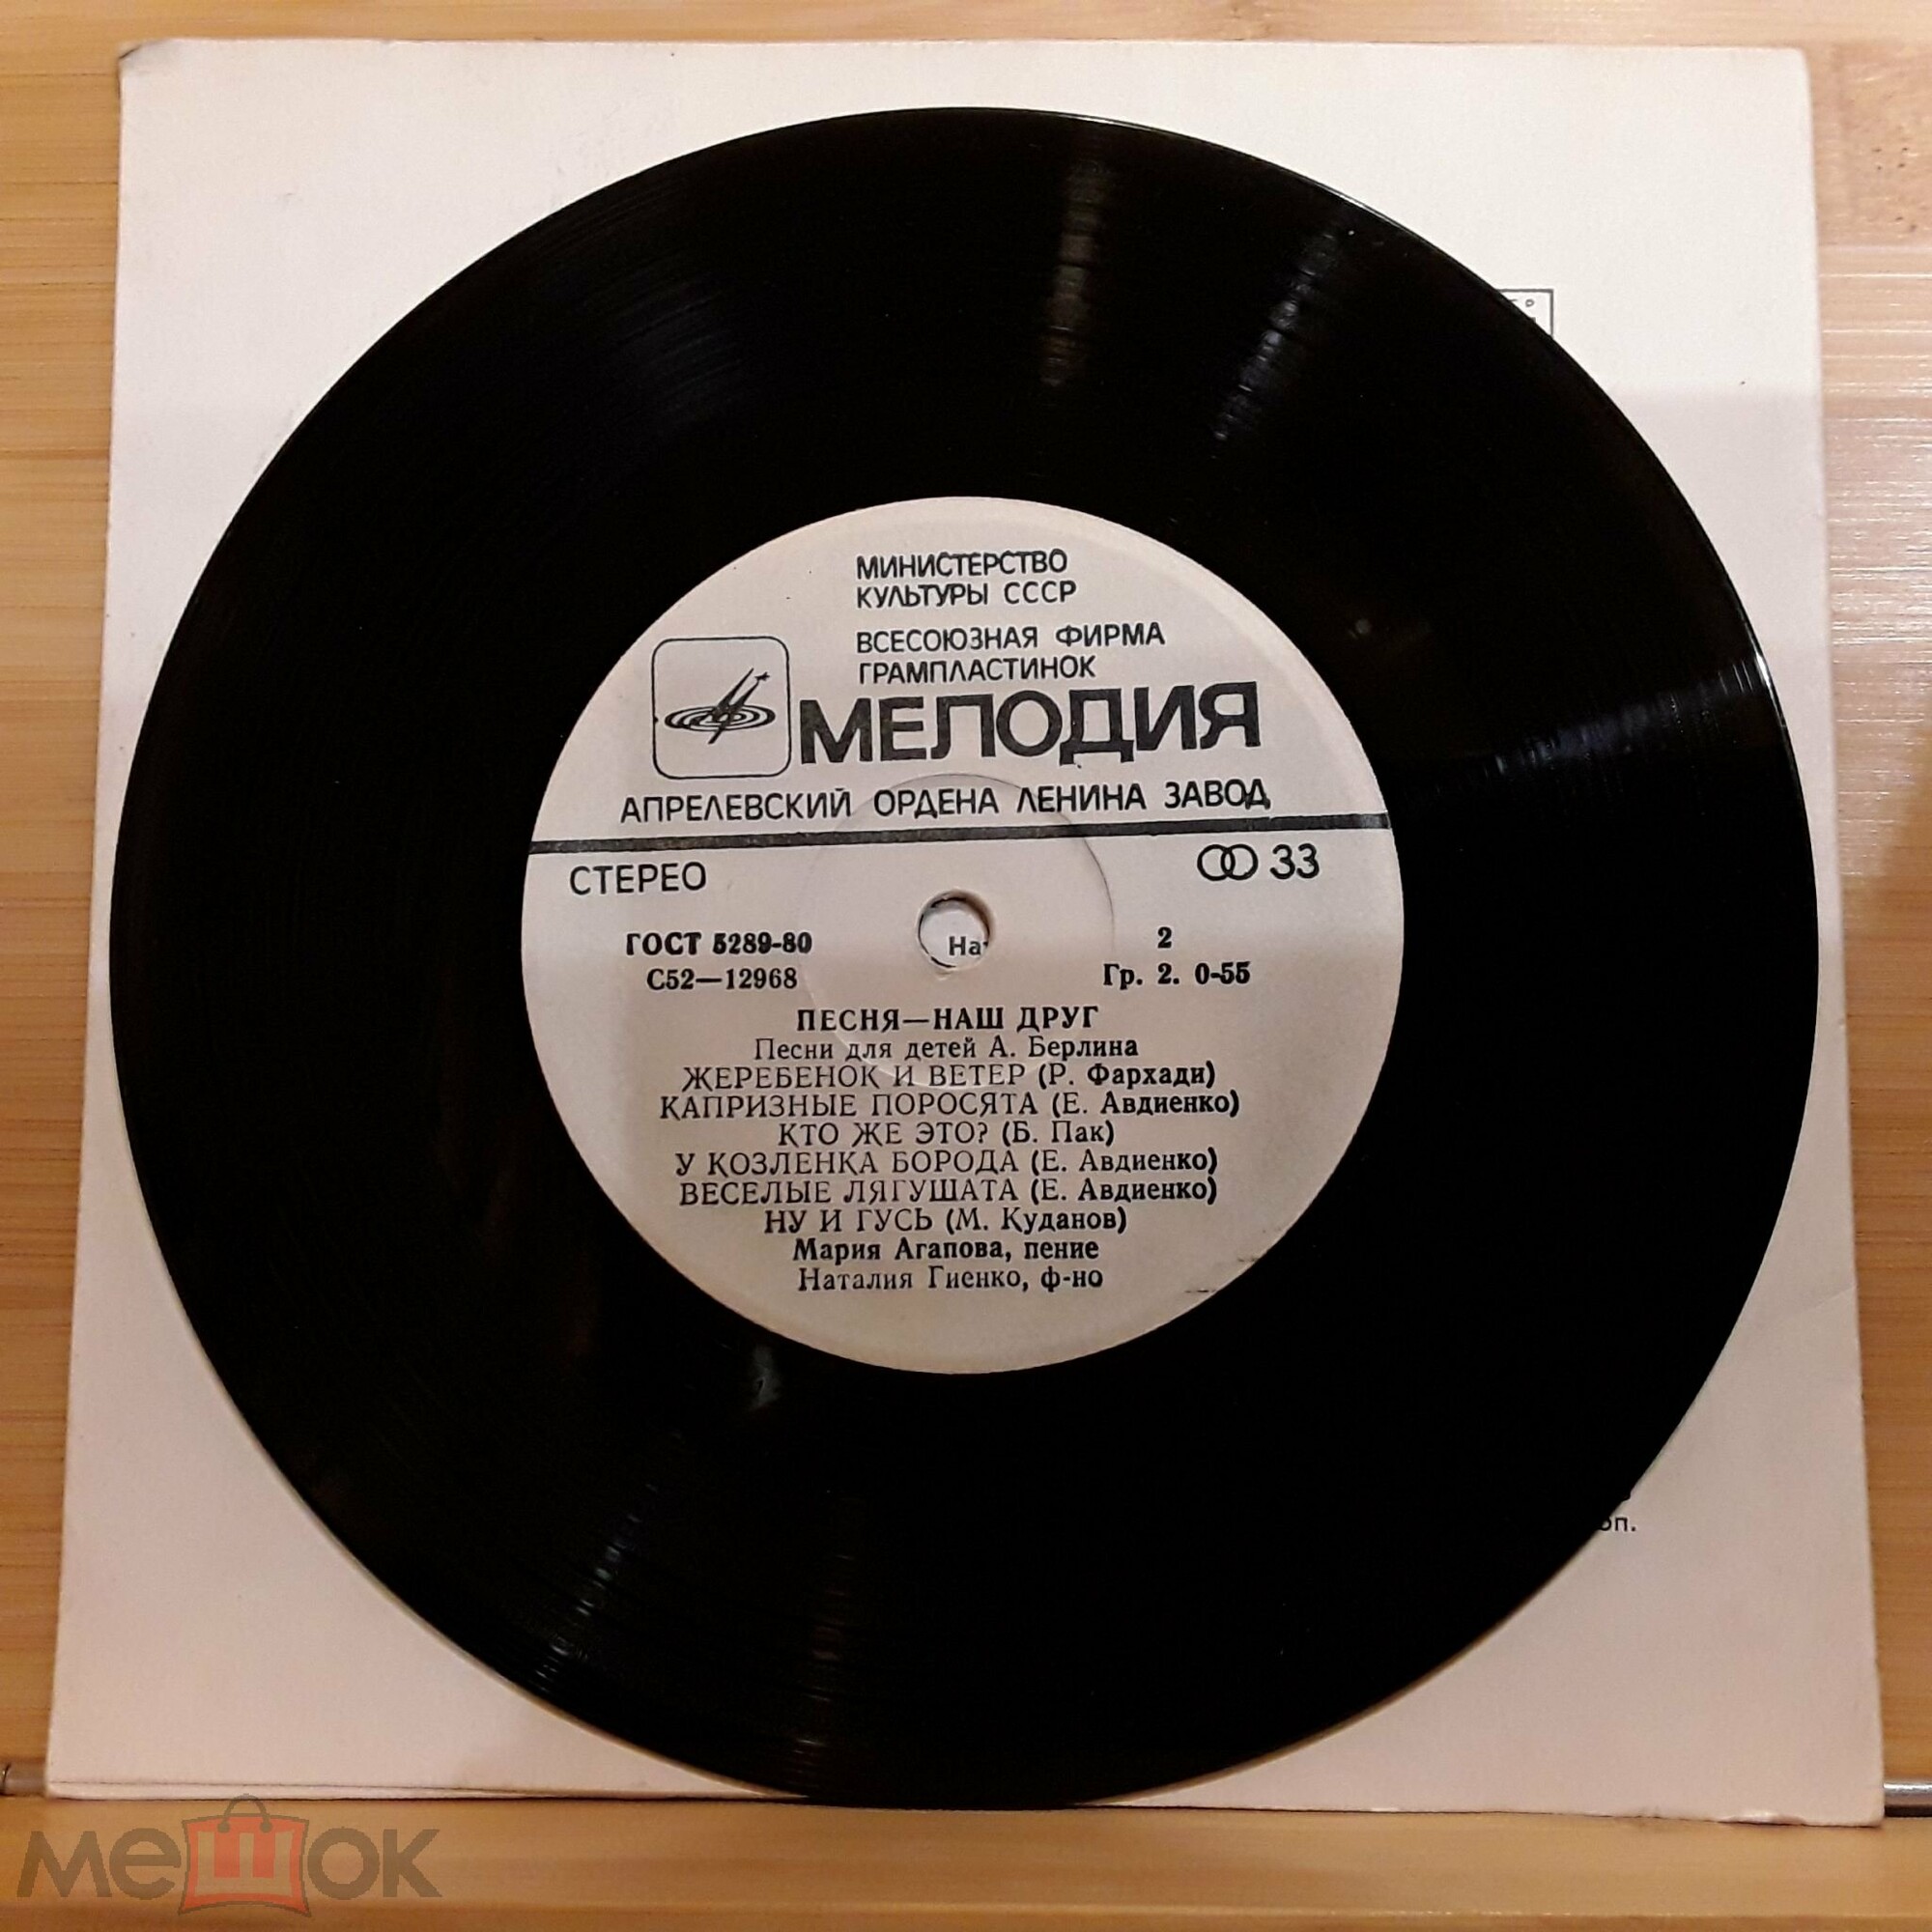 МИНИСТЕРСТВО
КУЛЬТУРЫ СССР
ВСЕСОЮЗНАЯ ФИРМА
ГРАМПЛАСТИНОК
МЕЛОДИЯ
АПРЕЛЕВСКИЙ ОРДЕНА ЛЕНИНА ЗАВОД
СТЕРЕО
33
ГОСТ 5289-80
На
2
С52—12968
Гр. 2. 0-55
ПЕСНЯ—НАШ ДРУГ
Песни для детей А. Берлина
ЖЕРЕБЕНОК И ВЕТЕР (Р. Фархади)
КАПРИЗНЫЕ ПОРОСЯТА (Е. Авдиенко)
КТО ЖЕ ЭТО? (Б. Пак)
У КОЗЛЕНКА БОРОДА (Е. Авдиенко)
ВЕСЕЛЫЕ ЛЯГУШАТА (Е. Авдиенко)
НУ И ГУСЬ (М. Куданов)
Мария Агапова, пение
Наталия Гиенко, ф-но
оп.
мешок